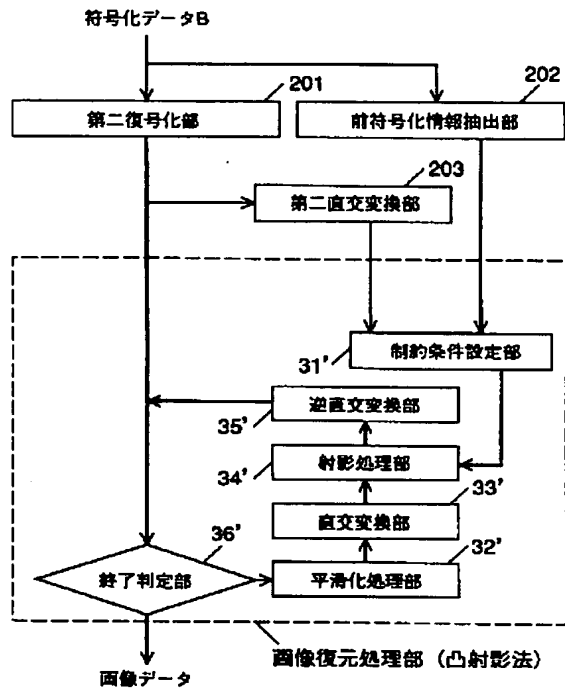 符号化データB
201
202
第二復号化部
前符号化情報抽出部
203
第二直交変換部
制約条件設定部
31'
逆直交変換部
35'
射影処理部
34'
33'
直交変換部
36'
32'
終了判定部
平滑化処理部
画像復元処理部（凸射影法）
画像データ